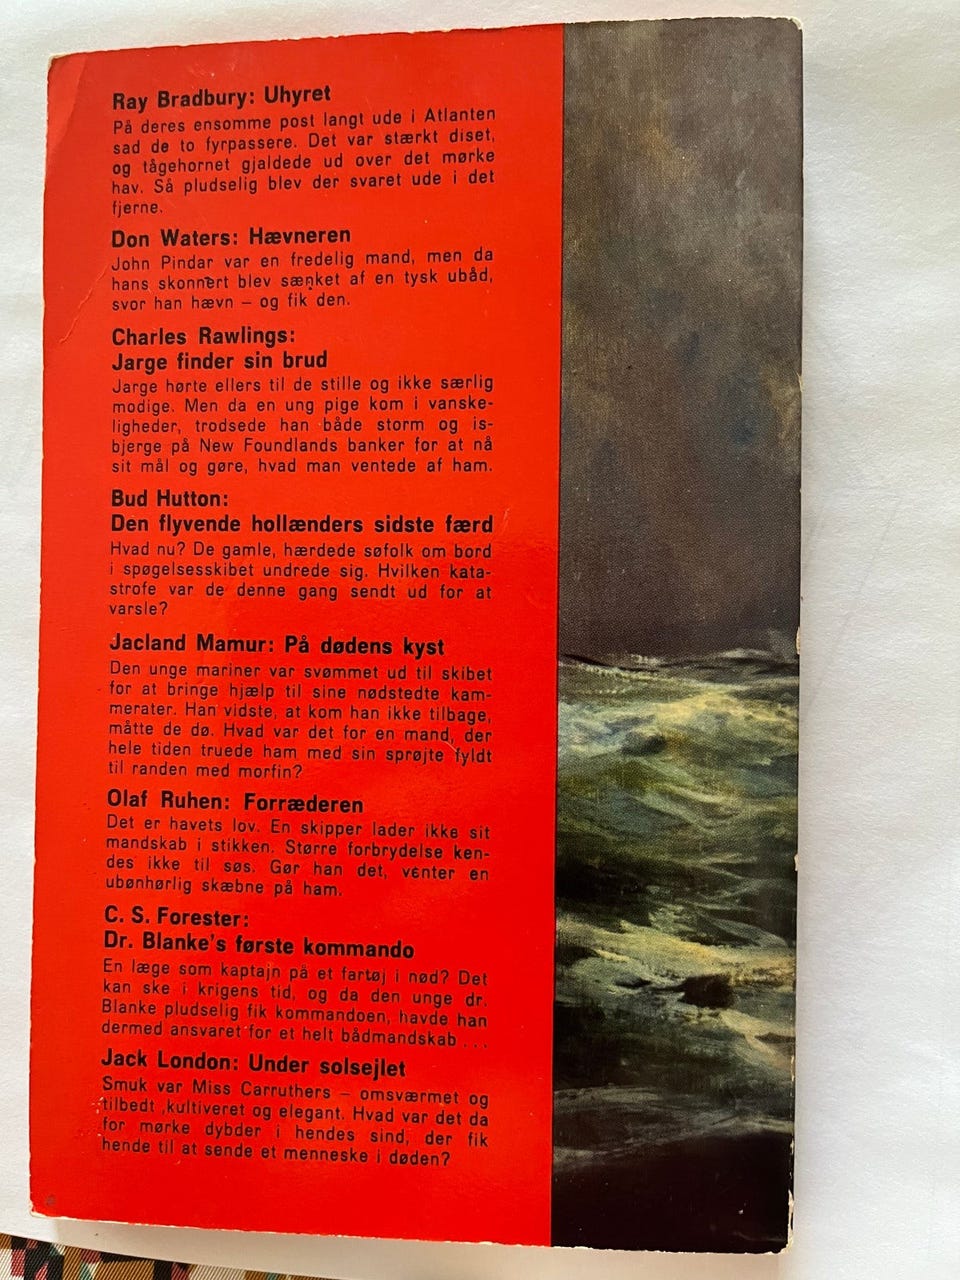 Ray Bradbury: Uhyret
På deres ensomme post langt ude i Atlanten
sad de to fyrpassere. Det var stærkt diset,
og tågehornet gjaldede ud over det mørke
hav. Så pludselig blev der svaret ude i det
fjerne.
Don Waters: Hævneren
John Pindar var en fredelig mand, men da
hans skonnert blev sænket af en tysk ubåd,
svor han hævn – og fik den.
Charles Rawlings:
Jarge finder sin brud
Jarge hørte ellers til de stille og ikke særlig
modige. Men da en ung pige kom i vanske-
ligheder, trodsede han både storm og is-
bjerge på New Foundlands banker for at nå
sit mål og gøre, hvad man ventede af ham.
Bud Hutton:
Den flyvende hollænders sidste færd
Hvad nu? De gamle, hærdede søfolk om bord
i spøgelsesskibet undrede sig. Hvilken kata-
strofe var de denne gang sendt ud for at
varsle?
Jacland Mamur: På dødens kyst
Den unge mariner var svømmet ud til skibet
for at bringe hjælp til sine nødstedte kam-
merater. Han vidste, at kom han ikke tilbage,
måtte de dø. Hvad var det for en mand, der
hele tiden truede ham med sin sprøjte fyldt
til randen med morfin?
Olaf Ruhen: Forræderen
Det er havets lov. En skipper lader ikke sit
mandskab i stikken. Større forbrydelse ken-
des ikke til søs. Gør han det, venter en
ubønhørlig skæbne på ham.
C. S. Forester:
Dr. Blanke's første kommando
En læge som kaptajn på et fartøj i nød? Det
kan ske i krigens tid, og da den unge dr.
Blanke pludselig fik kommandoen, havde han
dermed ansvaret for et helt bådmandskab ...
Jack London: Under solsejlet
Smuk var Miss Carruthers – omsværmet og
tilbedt ,kultiveret og elegant. Hvad var det da
for mørke dybder i hendes sind, der fik
hende til at sende et menneske i døden?